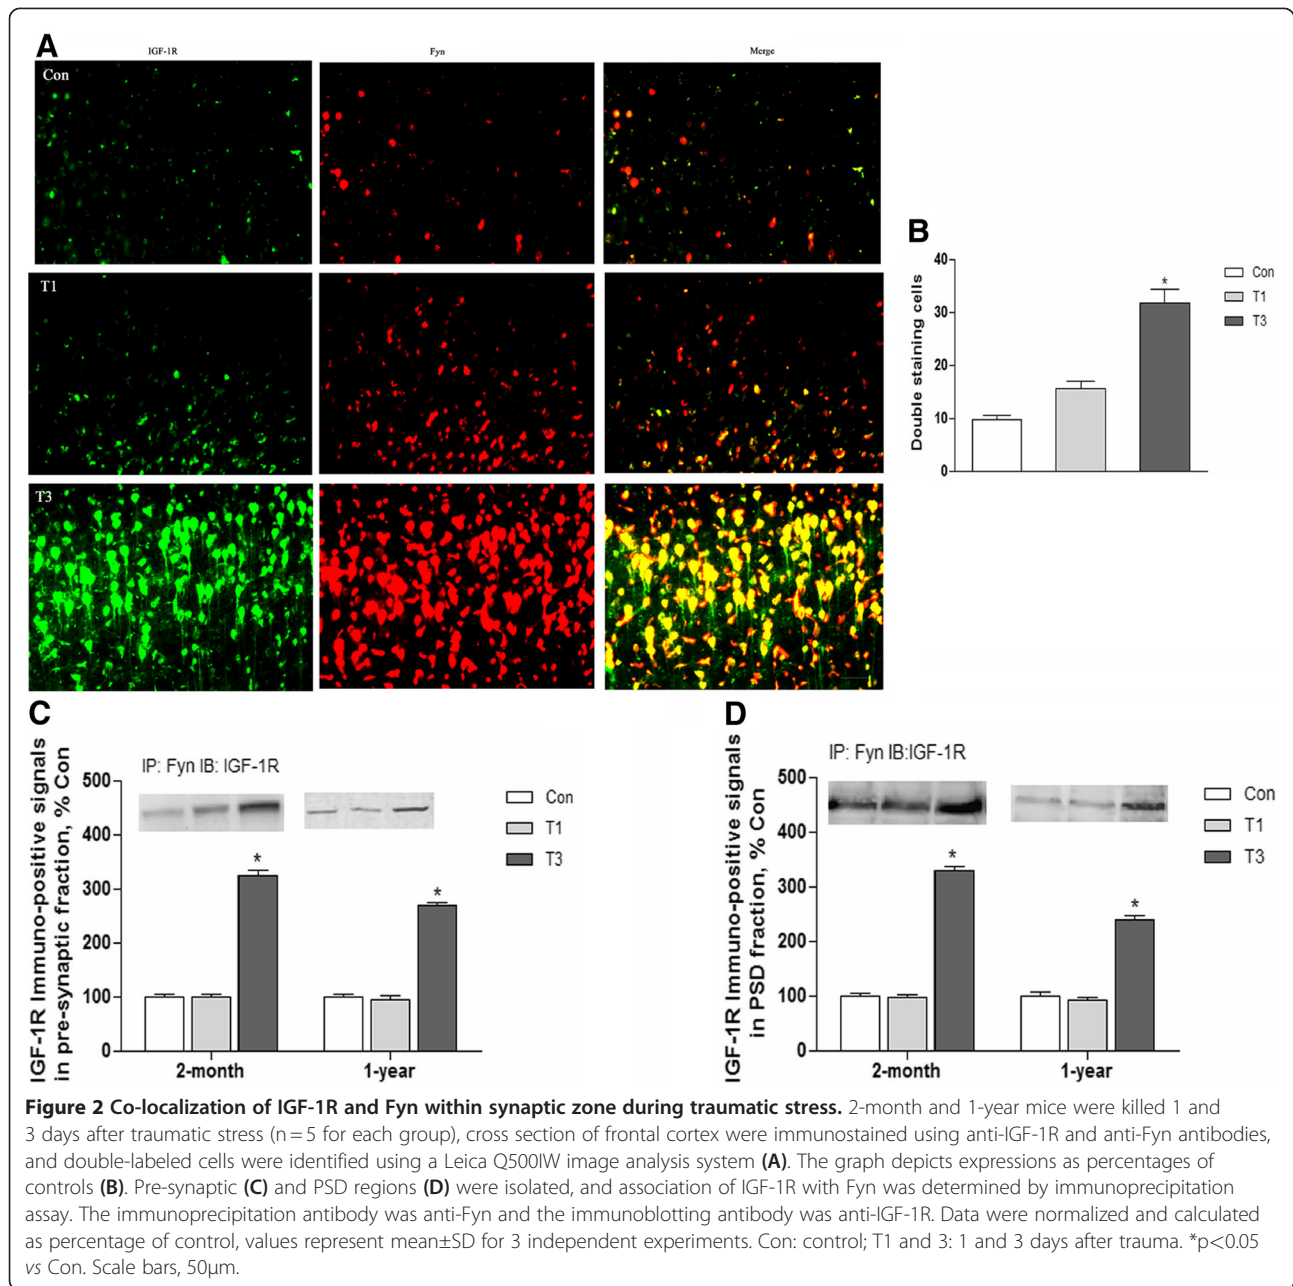 A
IGF-1R
Fyn
Merge
Con
T1
T3
B
Double staining cells
40
30
20
10
0
*
Con
T1
T3
C
IGF-1R Immuno-positive signals
in pre-synaptic fraction, % Con
IP: Fyn IB: IGF-1R
500
400
300
200
100
0
*
*
2-month
1-year
Con
T1
T3
D
IGF-1R Immuno-positive signals
in PSD fraction, % Con
IP: Fyn IB:IGF-1R
500
400
300
200
100
0
*
*
2-month
1-year
Con
T1
T3
Figure 2 Co-localization of IGF-1R and Fyn within synaptic zone during traumatic stress. 2-month and 1-year mice were killed 1 and
3 days after traumatic stress (n = 5 for each group), cross section of frontal cortex were immunostained using anti-IGF-1R and anti-Fyn antibodies,
and double-labeled cells were identified using a Leica Q500IW image analysis system (A). The graph depicts expressions as percentages of
controls (B). Pre-synaptic (C) and PSD regions (D) were isolated, and association of IGF-1R with Fyn was determined by immunoprecipitation
assay. The immunoprecipitation antibody was anti-Fyn and the immunoblotting antibody was anti-IGF-1R. Data were normalized and calculated
as percentage of control, values represent mean±SD for 3 independent experiments. Con: control; T1 and 3: 1 and 3 days after trauma. *p<0.05
vs Con. Scale bars, 50μm.